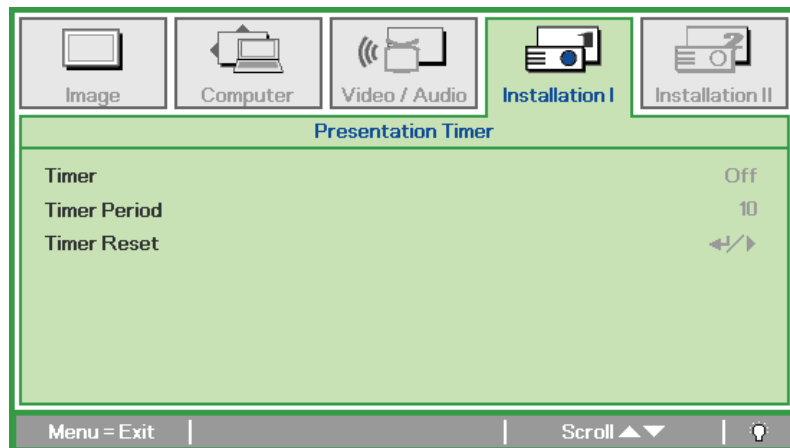 Image
Computer
Video / Audio
Installation I
Installation II
Presentation Timer
Timer Off
Timer Period 10
Timer Reset
Menu = Exit Scroll